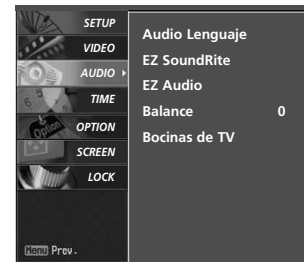 SETUP
VIDEO
AUDIO
TIME
OPTION
SCREEN
LOCK
Menu Prev.
Audio Lenguaje
EZ SoundRite
EZ Audio
Balance 0
Bocinas de TV